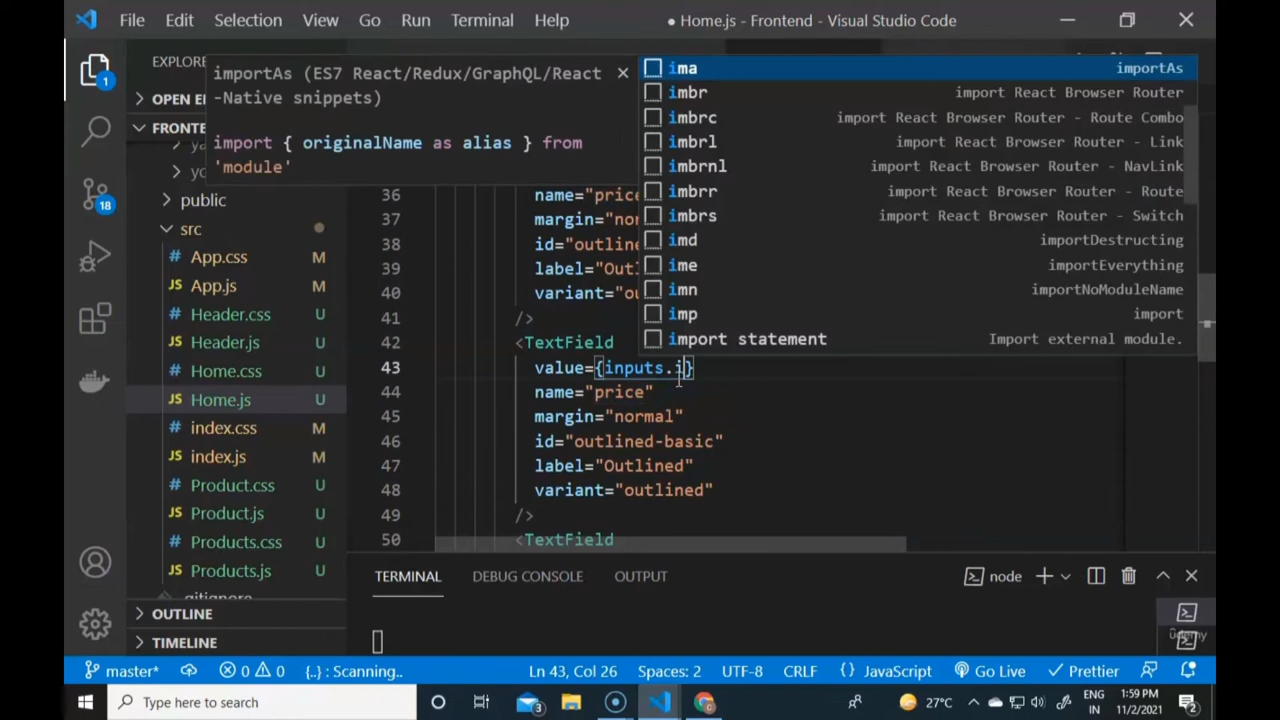 File Edit Selection View Go Run Terminal Help
● Home.js - Frontend - Visual Studio Code
1
18
EXPLORE
OPEN E
FRONTE
public
src
App.css M
App.js M
Header.css U
Header.js U
Home.css U
Home.js U
index.css M
index.js M
Product.css U
Product.js U
Products.css U
Products.js U
.gitignore
OUTLINE
TIMELINE
importAs (ES7 React/Redux/GraphQL/React
-Native snippets)
import { originalName as alias } from
'module'
ima importAs
imbr import React Browser Router
imbrc import React Browser Router - Route Combo
imbrl import React Browser Router - Link
imbrnl import React Browser Router - NavLink
imbrr import React Browser Router - Route
imbrs import React Browser Router - Switch
imd importDestructing
ime importEverything
imn importNoModuleName
imp import
import statement Import external module.
36 name="price
37 margin="norm
38 id="outline
39 label="Outl
40 variant="ou
41 />
42 <TextField
43 value={inputs.i}
44 name="price"
45 margin="normal"
46 id="outlined-basic"
47 label="Outlined"
48 variant="outlined"
49 />
50 <TextField
TERMINAL DEBUG CONSOLE OUTPUT
node
ûdemy
master* 0 0 {..} : Scanning.. Ln 43, Col 26 Spaces: 2 UTF-8 CRLF {} JavaScript Go Live Prettier
Type here to search
3
27°C
ENG
IN
1:59 PM
11/2/2021
2